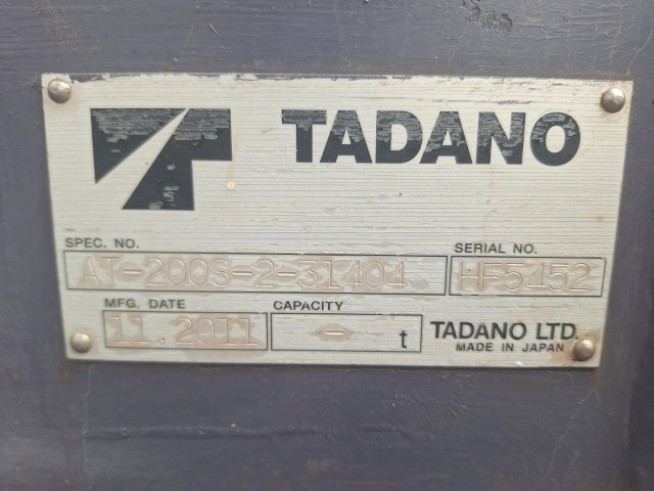 TADANO
SPEC. NO. SERIAL NO.
AT-200S-2-31404 HF5452
MFG. DATE CAPACITY
11.2011 - t TADANO LTD.
MADE IN JAPAN